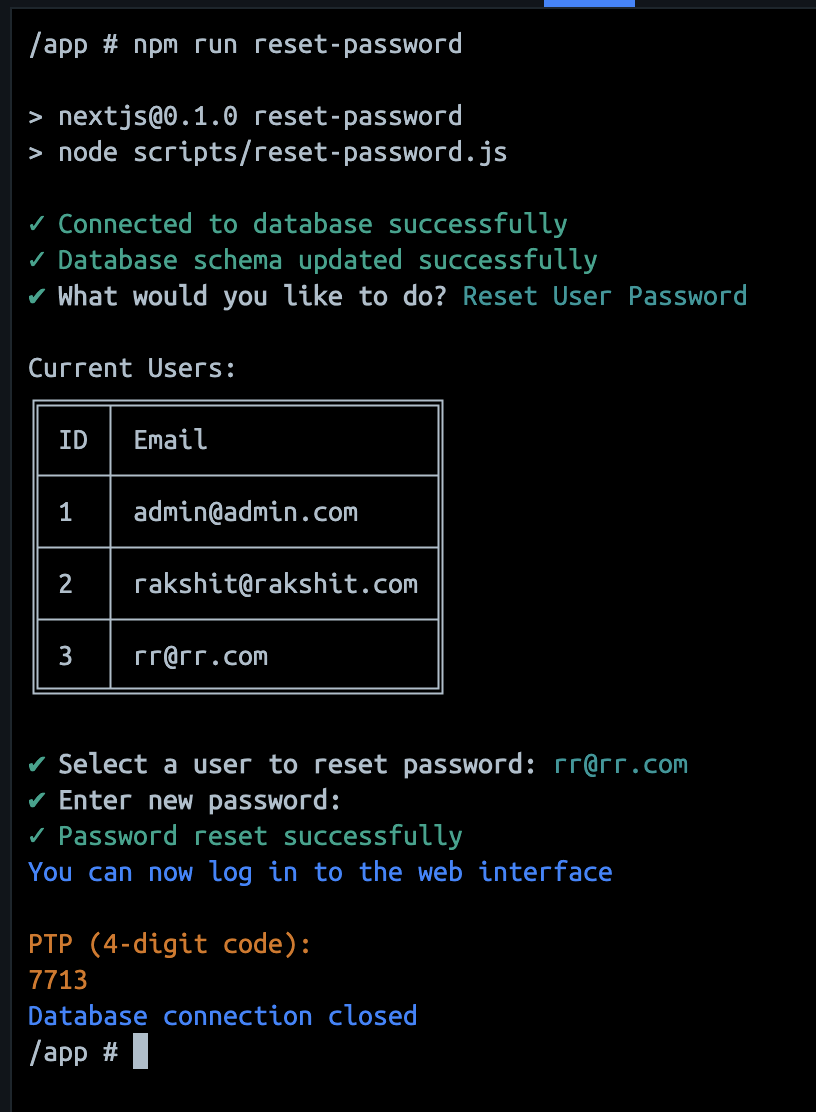 /app # npm run reset-password
> nextjs@0.1.0 reset-password
> node scripts/reset-password.js
✓ Connected to database successfully
✓ Database schema updated successfully
✔ What would you like to do? Reset User Password
Current Users:
ID Email
1 admin@admin.com
2 rakshit@rakshit.com
3 rr@rr.com
✔ Select a user to reset password: rr@rr.com
✔ Enter new password:
✓ Password reset successfully
You can now log in to the web interface
PTP (4-digit code):
7713
Database connection closed
/app #